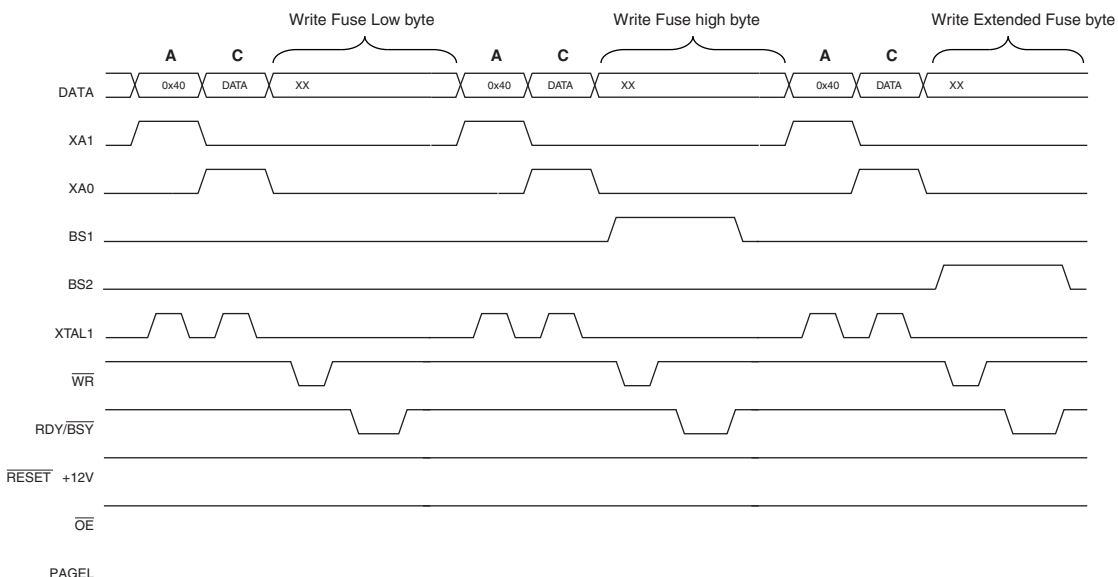 Write Fuse Low byte Write Fuse high byte Write Extended Fuse byte
A C A C A C
DATA 0x40 DATA XX 0x40 DATA XX 0x40 DATA XX
XA1
XA0
BS1
BS2
XTAL1
WR
RDY/BSY
RESET +12V
OE
PAGEL